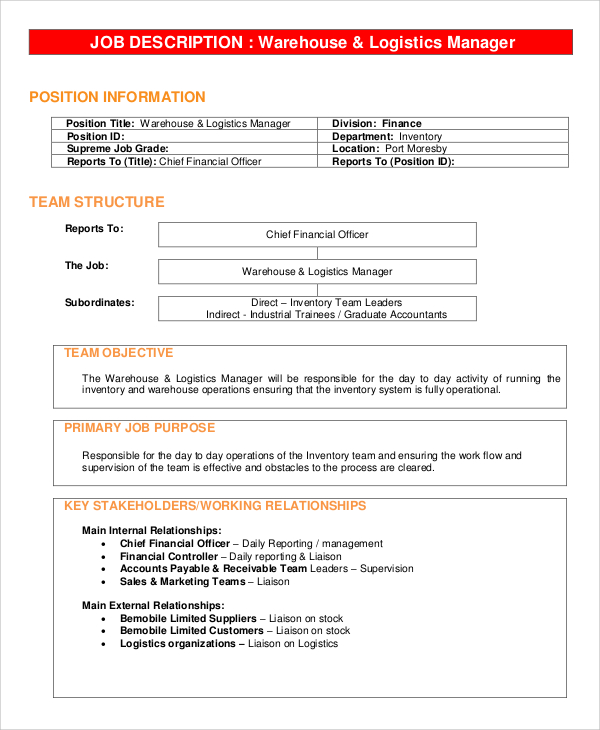 JOB DESCRIPTION : Warehouse & Logistics Manager
POSITION INFORMATION
Position Title: Warehouse & Logistics Manager
Division: Finance
Position ID:
Department: Inventory
Supreme Job Grade:
Location: Port Moresby
Reports To (Title): Chief Financial Officer
Reports To (Position ID):
TEAM STRUCTURE
Reports To:
Chief Financial Officer
The Job:
Warehouse & Logistics Manager
Subordinates:
Direct – Inventory Team Leaders
Indirect - Industrial Trainees / Graduate Accountants
TEAM OBJECTIVE
The Warehouse & Logistics Manager will be responsible for the day to day activity of running the
inventory and warehouse operations ensuring that the inventory system is fully operational.
PRIMARY JOB PURPOSE
Responsible for the day to day operations of the Inventory team and ensuring the work flow and
supervision of the team is effective and obstacles to the process are cleared.
KEY STAKEHOLDERS/WORKING RELATIONSHIPS
Main Internal Relationships:
• Chief Financial Officer – Daily Reporting / management
• Financial Controller – Daily reporting & Liaison
• Accounts Payable & Receivable Team Leaders – Supervision
• Sales & Marketing Teams – Liaison
Main External Relationships:
• Bemobile Limited Suppliers – Liaison on stock
• Bemobile Limited Customers – Liaison on stock
• Logistics organizations – Liaison on Logistics